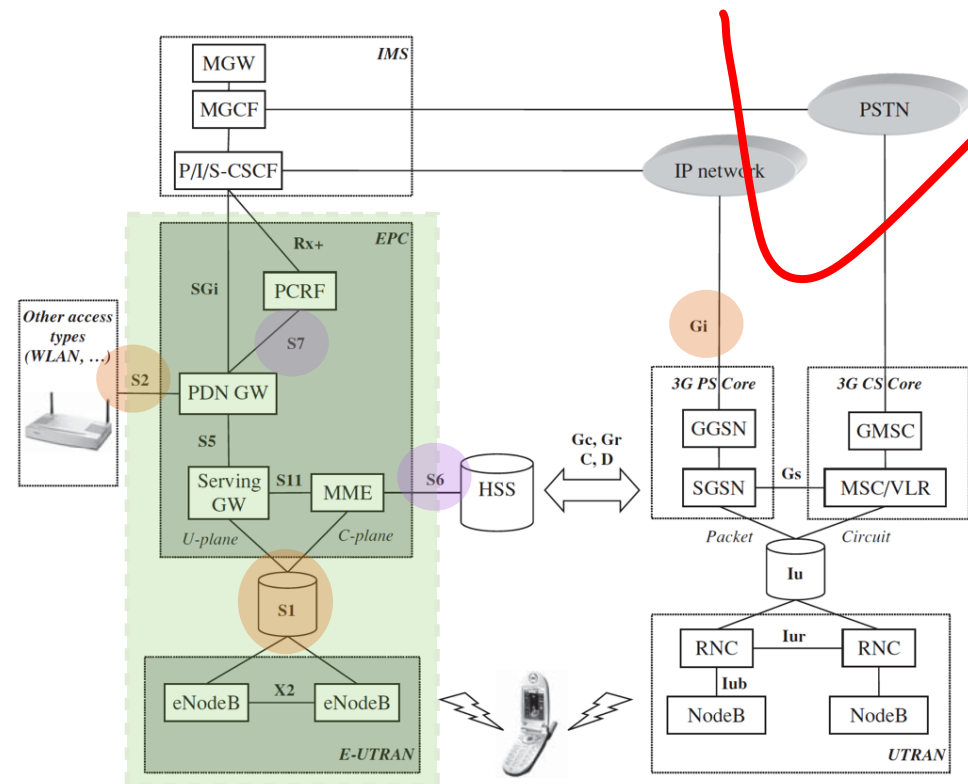 IMS
MGW
MGCF
PSTN
P/I/S-CSCF
IP network
EPC
Rx+
SGi
PCRF
Other access
types
(WLAN, ...)
S7
Gi
S2
PDN GW
3G PS Core
3G CS Core
S5
GGSN
GMSC
Gc, Gr
C, D
Serving
GW
S11
MME
S6
HSS
SGSN
Gs
MSC/VLR
U-plane
C-plane
Packet
Circuit
Iu
S1
RNC
Iur
RNC
eNodeB
X2
eNodeB
Iub
NodeB
NodeB
E-UTRAN
UTRAN